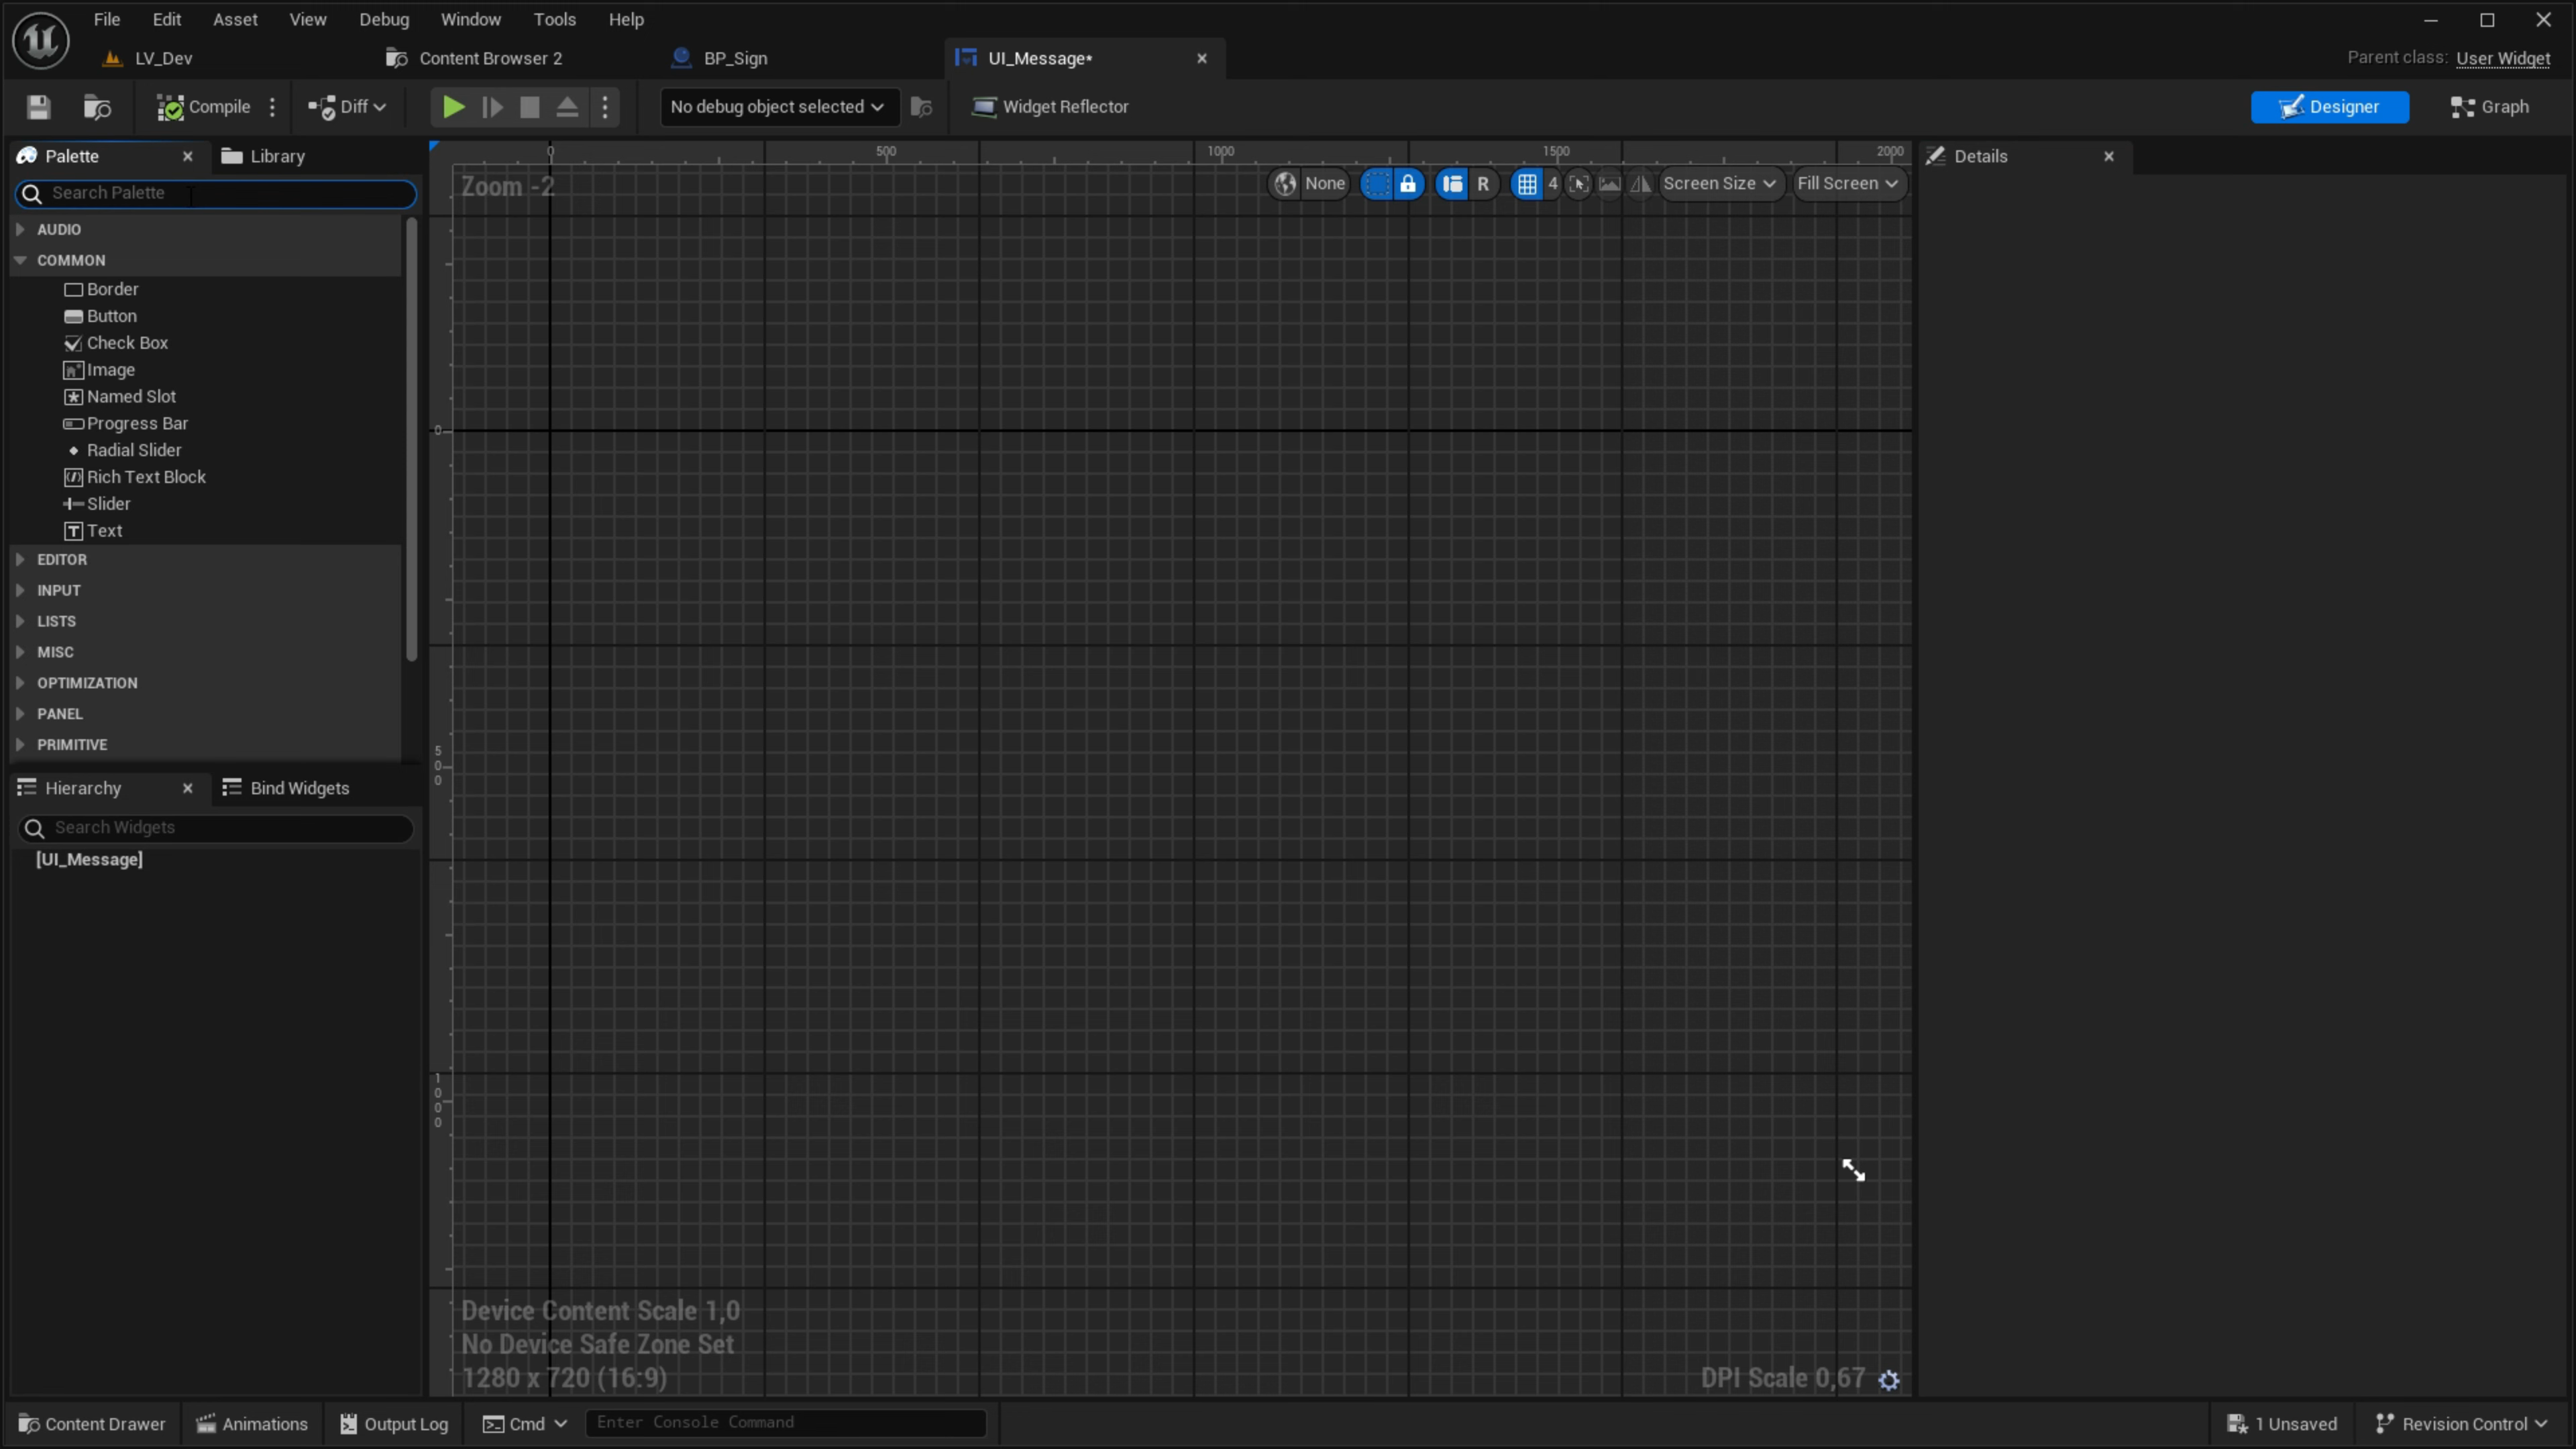 File Edit Asset View Debug Window Tools Help
LV_Dev Content Browser 2 BP_Sign UI_Message* Parent class: User Widget
Compile Diff No debug object selected Widget Reflector Designer Graph
Palette Library 0 500 1000 1500 2000 Details
Search Palette Zoom -2 None R 4 Screen Size Fill Screen
AUDIO
COMMON
Border
Button
Check Box
Image
Named Slot
Progress Bar
Radial Slider
Rich Text Block
Slider
Text
EDITOR
INPUT
LISTS
MISC
OPTIMIZATION
PANEL
PRIMITIVE
0
500
1000
Hierarchy Bind Widgets
Search Widgets
[UI_Message]
Device Content Scale 1,0
No Device Safe Zone Set
1280 x 720 (16:9) DPI Scale 0,67
Content Drawer Animations Output Log Cmd Enter Console Command 1 Unsaved Revision Control